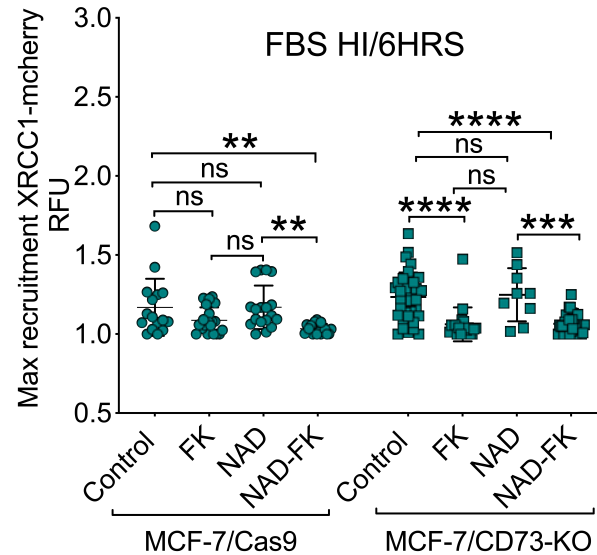 FBS HI/6HRS
Max recruitment XRCC1-mcherry
RFU
3.0
2.5
2.0
1.5
1.0
0.5
**
ns
ns
ns
**
****
ns
ns
****
***
Control
FK
NAD
NAD-FK
Control
FK
NAD
NAD-FK
MCF-7/Cas9
MCF-7/CD73-KO